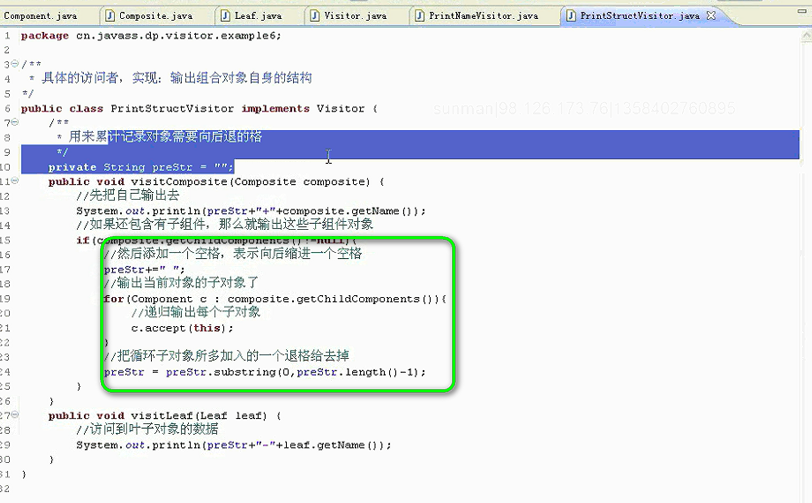 Component.java Composite.java Leaf.java Visitor.java PrintNameVisitor.java PrintStructVisitor.java
1 package cn.javass.dp.visitor.example6;
2
3 /**
4 * 具体的访问者，实现：输出组合对象自身的结构
5 */
6 public class PrintStructVisitor implements Visitor {
sunman|98 126 173 76|1358402760895
7 /**
8 * 用来累计记录对象需要向后退的格
9 */
10 private String preStr = "";
11 public void visitComposite(Composite composite) {
12 //先把自己输出去
13 System.out.println(preStr+"+"+composite.getName());
14 //如果还包含有子组件，那么就输出这些子组件对象
15 if(composite.getChildComponents()!=null){
16 //然后添加一个空格，表示向后缩进一个空格
17 preStr+=" ";
18 //输出当前对象的子对象了
19 for(Component c : composite.getChildComponents()){
20 //递归输出每个子对象
21 c.accept(this);
22 }
23 //把循环子对象所多加入的一个退格给去掉
24 preStr = preStr.substring(0,preStr.length()-1);
25 }
26 }
27 public void visitLeaf(Leaf leaf) {
28 //访问到叶子对象的数据
29 System.out.println(preStr+"-"+leaf.getName());
30 }
31 }
32